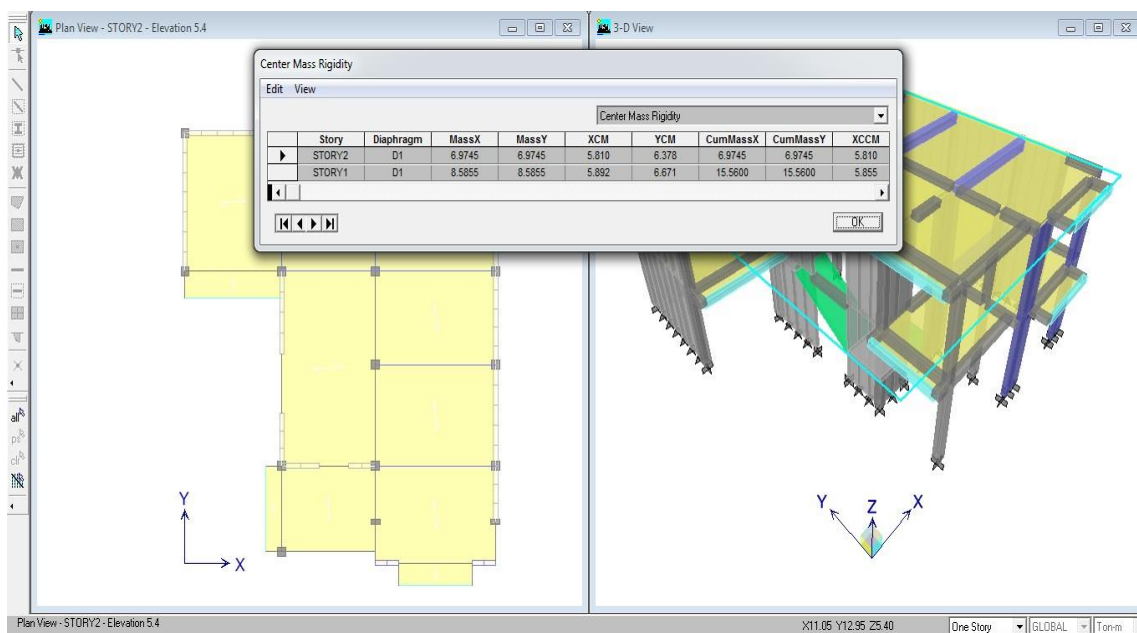 Plan View - STORY2 - Elevation 5.4
3-D View
Center Mass Rigidity
Edit View
Center Mass Rigidity
Story Diaphragm MassX MassY XCM YCM CumMassX CumMassY XCCM
STORY2 D1 6.9745 6.9745 5.810 6.378 6.9745 6.9745 5.810
STORY1 D1 8.5855 8.5855 5.892 6.671 15.5600 15.5600 5.855
OK
all
ps
clr
Y
X
Y
Z
X
Plan View - STORY2 - Elevation 5.4
X11.05 Y12.95 Z5.40
One Story
GLOBAL
Ton-m